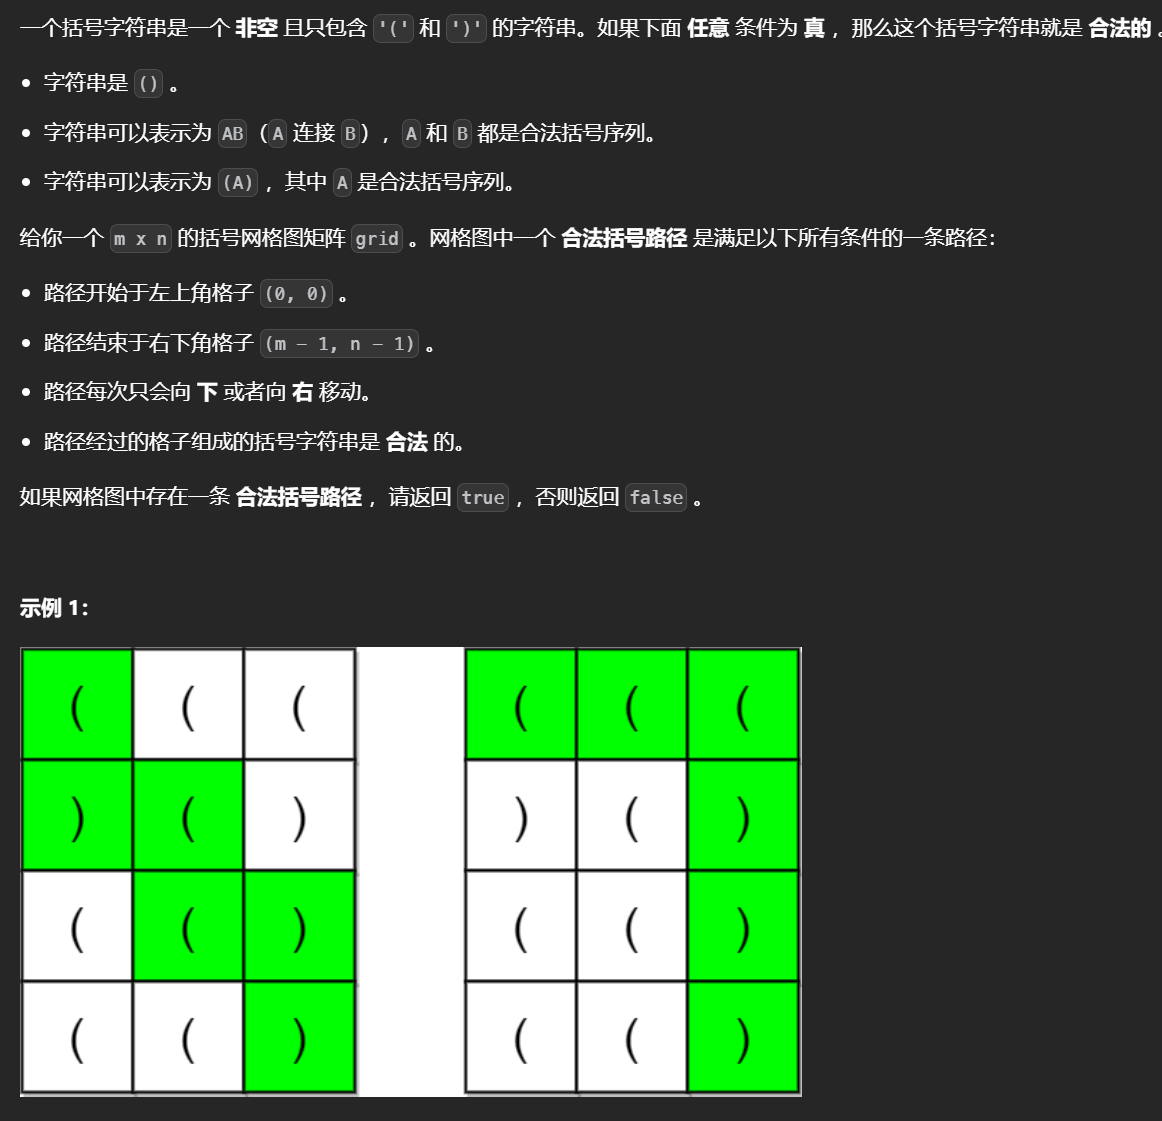 一个括号字符串是一个 非空 且只包含 '(' 和 ')' 的字符串。如果下面 任意 条件为 真 ，那么这个括号字符串就是 合法的 。
• 字符串是 () 。
• 字符串可以表示为 AB（A 连接 B），A 和 B 都是合法括号序列。
• 字符串可以表示为 (A) ，其中 A 是合法括号序列。
给你一个 m x n 的括号网格图矩阵 grid 。网格图中一个 合法括号路径 是满足以下所有条件的一条路径：
• 路径开始于左上角格子 (0, 0) 。
• 路径结束于右下角格子 (m - 1, n - 1) 。
• 路径每次只会向 下 或者向 右 移动。
• 路径经过的格子组成的括号字符串是 合法 的。
如果网格图中存在一条 合法括号路径 ，请返回 true ，否则返回 false 。
示例 1：
( ( ( ( ( (
) ( ) ) ( )
( ( ) ( ( )
( ( ) ( ( )